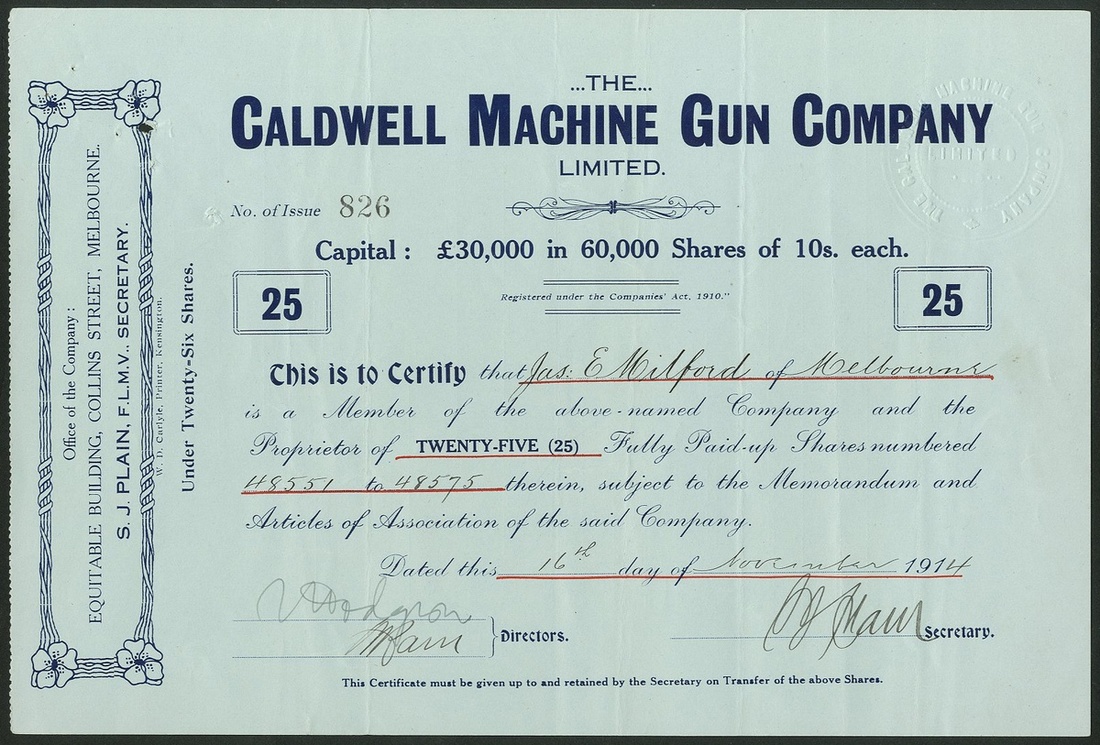 ...THE...
CALDWELL MACHINE GUN COMPANY
LIMITED.
No. of Issue 826
Capital: £30,000 in 60,000 Shares of 10s. each.
25
25
Registered under the Companies' Act, 1910."
This is to Certify that Jas: E Milford of Melbourne
is a Member of the above-named Company and the
Proprietor of TWENTY-FIVE (25) Fully Paid-up Shares numbered
48551 to 48575 therein, subject to the Memorandum and
Articles of Association of the said Company.
Dated this 16th day of November 1914
Directors.
Secretary.
This Certificate must be given up to and retained by the Secretary on Transfer of the above Shares.
Office of the Company:
EQUITABLE BUILDING, COLLINS STREET, MELBOURNE.
S. J. PLAIN, F.L.M.V., SECRETARY.
W. D. Carlyle, Printer, Kensington.
Under Twenty-Six Shares.
THE CALDWELL MACHINE GUN COMPANY
LIMITED